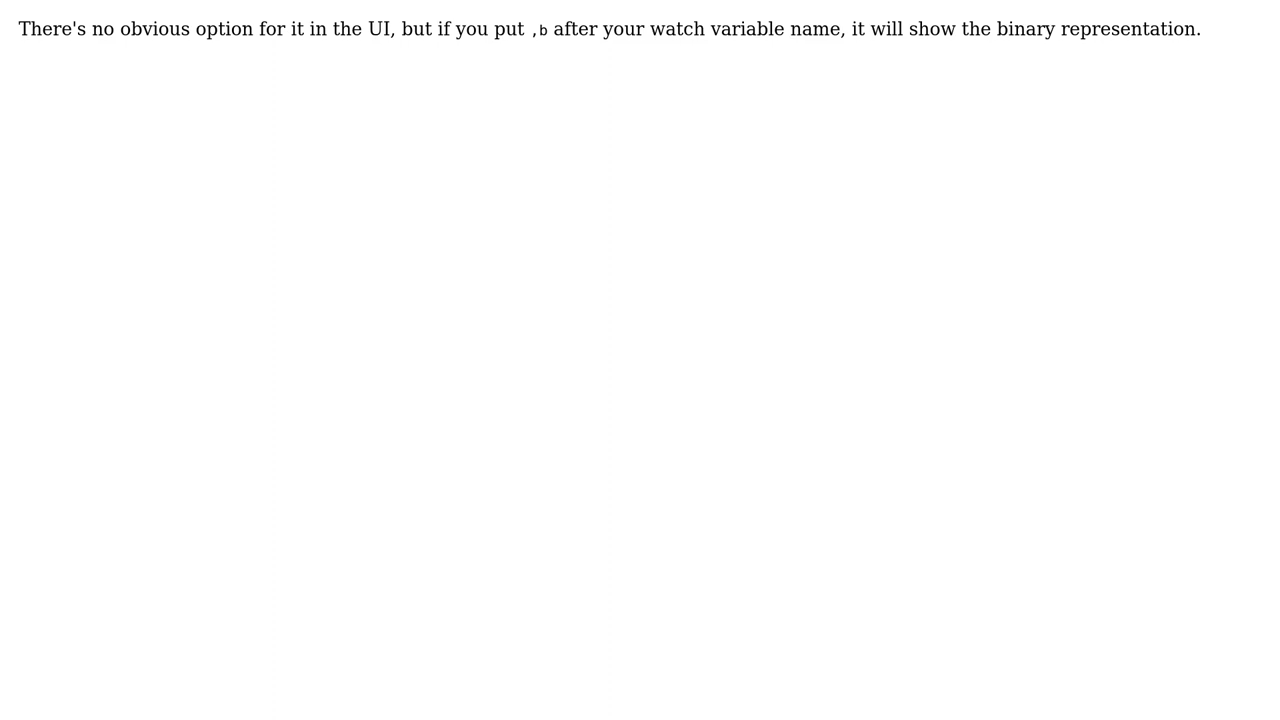 There's no obvious option for it in the UI, but if you put ,b after your watch variable name, it will show the binary representation.